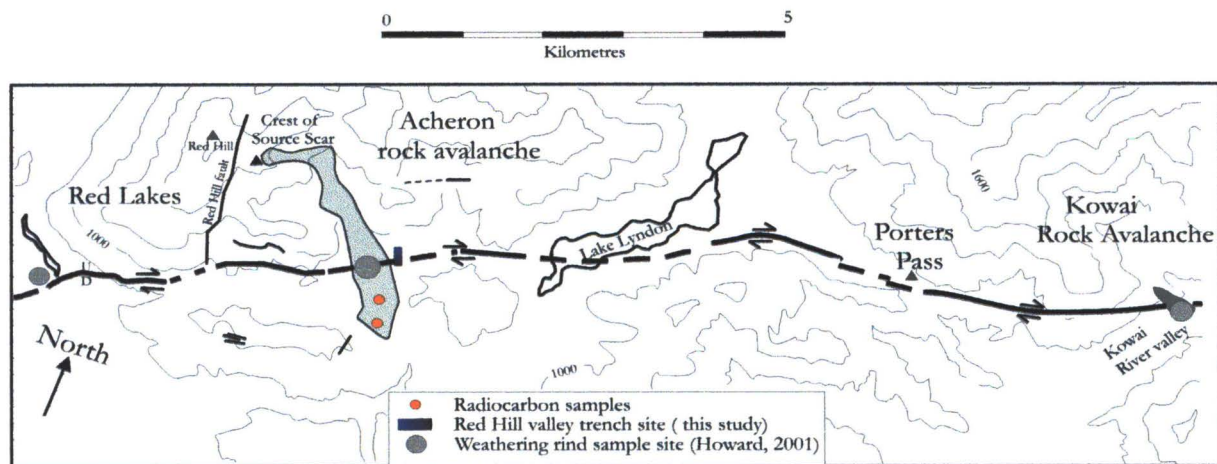 0 5
Kilometres
Crest of
Source Scar
Acheron
rock avalanche
Red Hill
Red Hill fault
Red Lakes
1000
U
D
Lake Lyndon
1600
Kowai
Rock Avalanche
Porters
Pass
North
Kowai
River valley
1000
Radiocarbon samples
Red Hill valley trench site ( this study)
Weathering rind sample site (Howard, 2001)